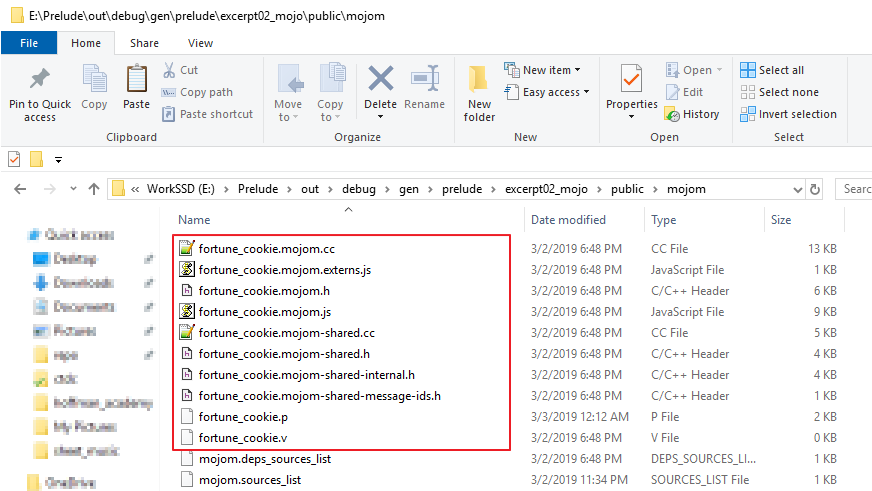 E:\Prelude\out\debug\gen\prelude\excerpt02_mojo\public\mojom
File Home Share View
Pin to Quick access
Copy
Paste
Cut
Copy path
Paste shortcut
Clipboard
Move to
Copy to
Delete
Rename
Organize
New folder
New item
Easy access
New
Properties
Open
Edit
History
Open
Select all
Select none
Invert selection
Select
« WorkSSD (E:) > Prelude > out > debug > gen > prelude > excerpt02_mojo > public > mojom
Sear
Name Date modified Type Size
fortune_cookie.mojom.cc 3/2/2019 6:48 PM CC File 13 KB
fortune_cookie.mojom.externs.js 3/2/2019 6:48 PM JavaScript File 1 KB
fortune_cookie.mojom.h 3/2/2019 6:48 PM C/C++ Header 6 KB
fortune_cookie.mojom.js 3/2/2019 6:48 PM JavaScript File 9 KB
fortune_cookie.mojom-shared.cc 3/2/2019 6:48 PM CC File 5 KB
fortune_cookie.mojom-shared.h 3/2/2019 6:48 PM C/C++ Header 4 KB
fortune_cookie.mojom-shared-internal.h 3/2/2019 6:48 PM C/C++ Header 4 KB
fortune_cookie.mojom-shared-message-ids.h 3/2/2019 6:48 PM C/C++ Header 1 KB
fortune_cookie.p 3/3/2019 12:12 AM P File 2 KB
fortune_cookie.v 3/2/2019 6:48 PM V File 0 KB
mojom.deps_sources_list 3/2/2019 6:48 PM DEPS_SOURCES_LI... 1 KB
mojom.sources_list 3/2/2019 11:34 PM SOURCES_LIST File 1 KB
Quick access
Desktop
Downloads
Documents
Pictures
My Pictures
sheet_music
OneDrive